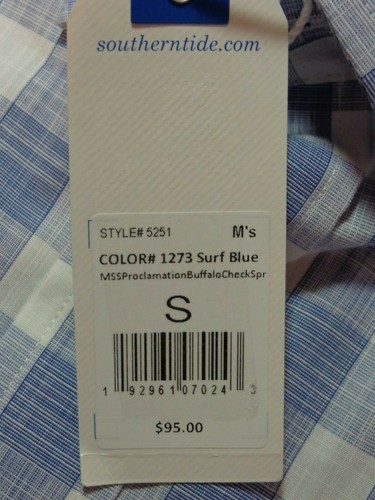 southerntide.com
STYLE# 5251 M's
COLOR# 1273 Surf Blue
MSSProclamationBuffaloCheckSpr
S
1 92961 07024 3
$95.00